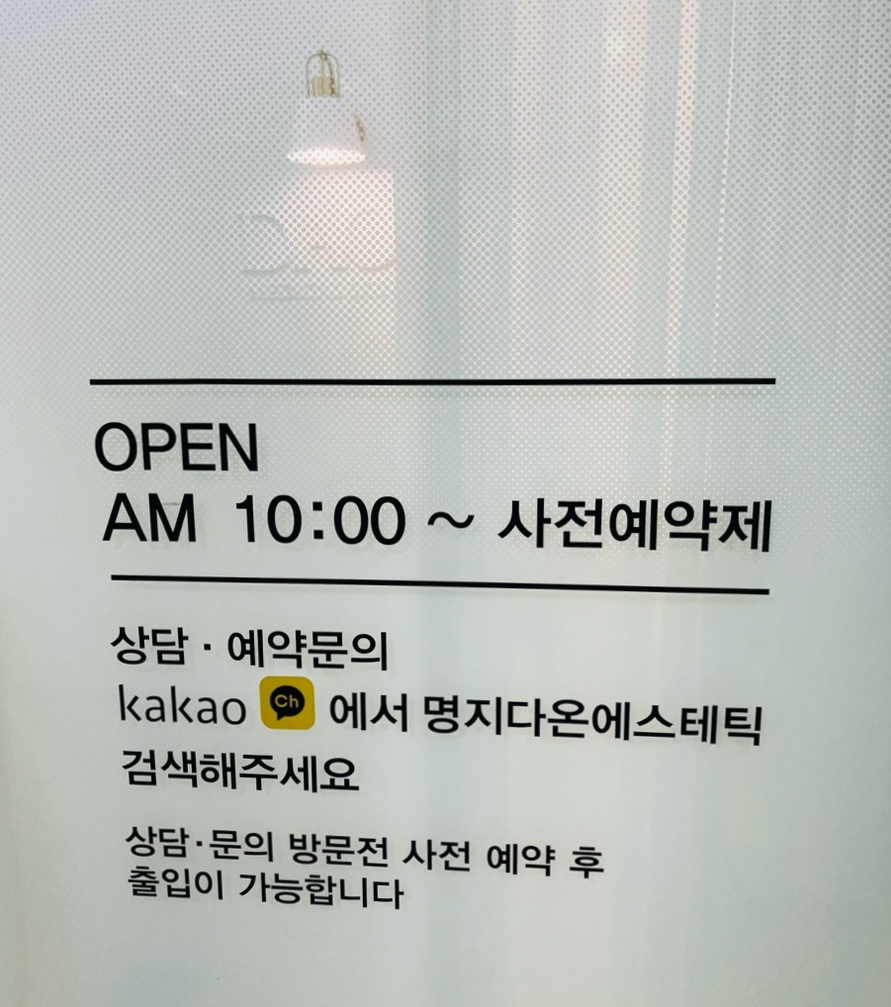 OPEN
AM 10:00 ~ 사전예약제
상담 · 예약문의
kakao Ch 에서 명지다온에스테틱
검색해주세요
상담·문의 방문전 사전 예약 후
출입이 가능합니다